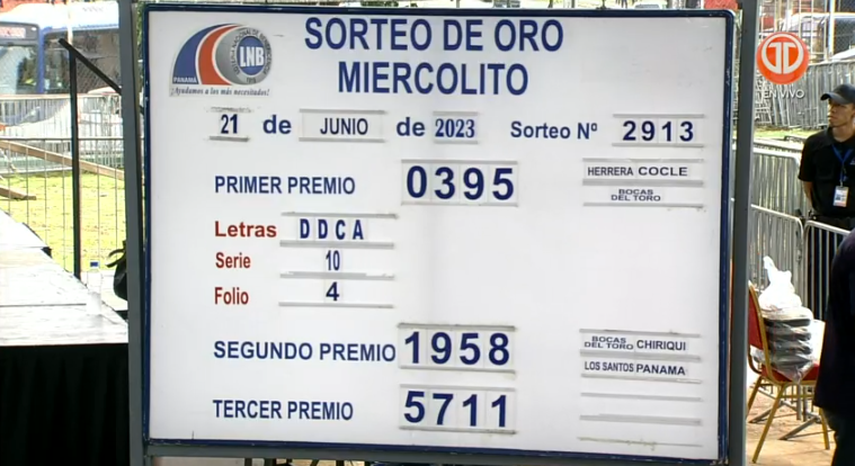 SORTEO DE ORO
MIERCOLITO
LNB
PANAMÁ
¡Ayudamos a los más necesitados!
21 de JUNIO de 2023 Sorteo Nº 2913
PRIMER PREMIO 0395 HERRERA COCLE
BOCAS DEL TORO
Letras DDCA
Serie 10
Folio 4
SEGUNDO PREMIO 1958 BOCAS DEL TORO CHIRIQUI
LOS SANTOS PANAMA
TERCER PREMIO 5711
EN VIVO